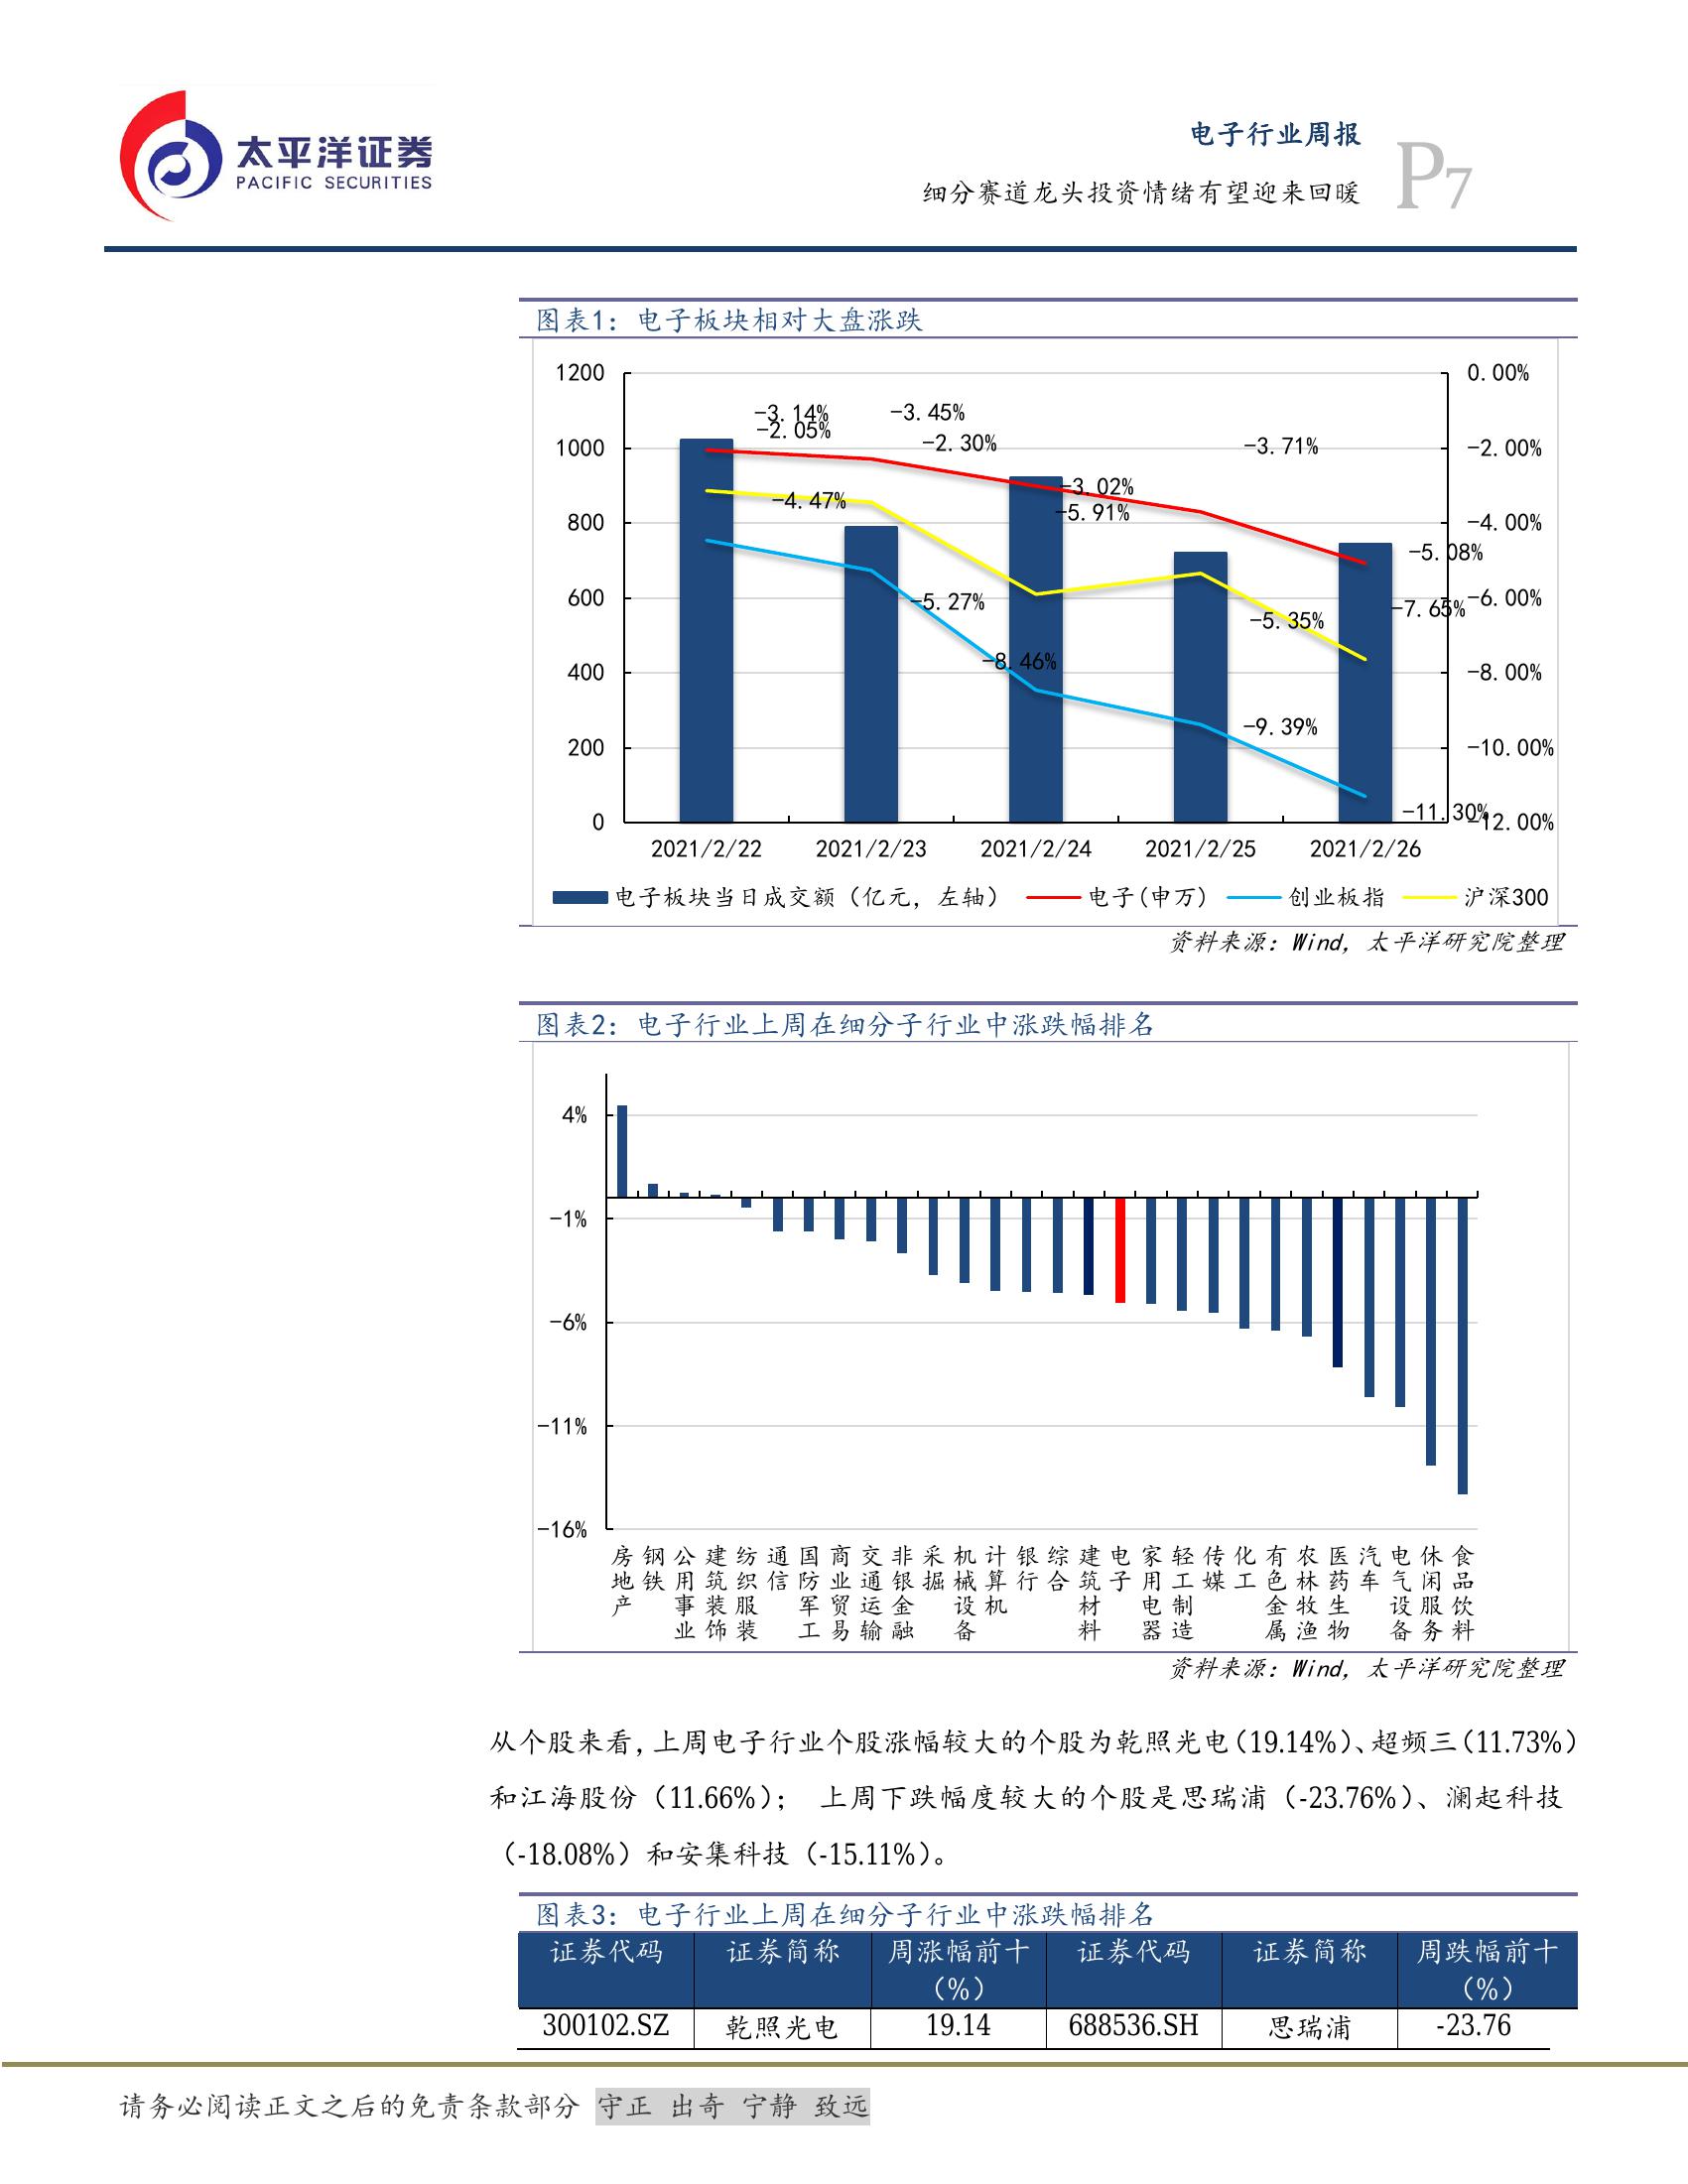 太平洋证券
PACIFIC SECURITIES
电子行业周报
细分赛道龙头投资情绪有望迎来回暖
P7
图表1：电子板块相对大盘涨跌
1200
1000
800
600
400
200
0
0.00%
-2.00%
-4.00%
-6.00%
-8.00%
-10.00%
-12.00%
-3.14%
-2.05%
-4.47%
-3.45%
-2.30%
-5.27%
-3.02%
-5.91%
-8.46%
-3.71%
-5.35%
-9.39%
-5.08%
-7.65%
-11.30%
2021/2/22
2021/2/23
2021/2/24
2021/2/25
2021/2/26
电子板块当日成交额（亿元，左轴）
电子(申万)
创业板指
沪深300
资料来源：Wind，太平洋研究院整理
图表2：电子行业上周在细分子行业中涨跌幅排名
4%
-1%
-6%
-11%
-16%
房地产
钢铁
公用事业
建筑装饰
纺织服装
通信
国防军工
商业贸易
交通运输
非银金融
采掘
机械设备
计算机
银行
综合
建筑材料
电子
家用电器
轻工制造
传媒
化工
有色金属
农林牧渔
医药生物
汽车
电气设备
休闲服务
食品饮料
资料来源：Wind，太平洋研究院整理
从个股来看，上周电子行业个股涨幅较大的个股为乾照光电（19.14%）、超频三（11.73%）
和江海股份（11.66%）； 上周下跌幅度较大的个股是思瑞浦（-23.76%）、澜起科技
（-18.08%）和安集科技（-15.11%）。
图表3：电子行业上周在细分子行业中涨跌幅排名
证券代码 证券简称 周涨幅前十（%） 证券代码 证券简称 周跌幅前十（%）
300102.SZ 乾照光电 19.14 688536.SH 思瑞浦 -23.76
请务必阅读正文之后的免责条款部分 守正 出奇 宁静 致远